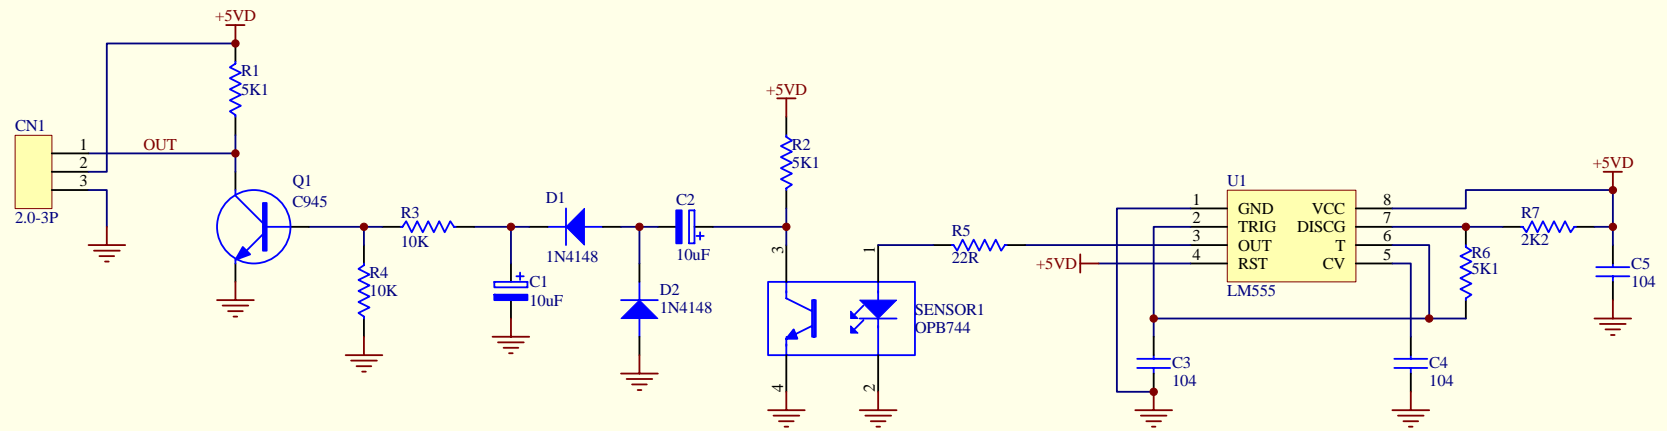 +5VD
R1
5K1
CN1
1
2
3
2.0-3P
OUT
Q1
C945
R3
10K
R4
10K
D1
1N4148
C1
10uF
D2
1N4148
C2
10uF
+5VD
R2
5K1
3
1
4
2
SENSOR1
OPB744
R5
22R
+5VD
U1
1
2
3
4
GND
TRIG
OUT
RST
VCC
DISCG
T
CV
8
7
6
5
LM555
R6
5K1
R7
2K2
+5VD
C5
104
C3
104
C4
104